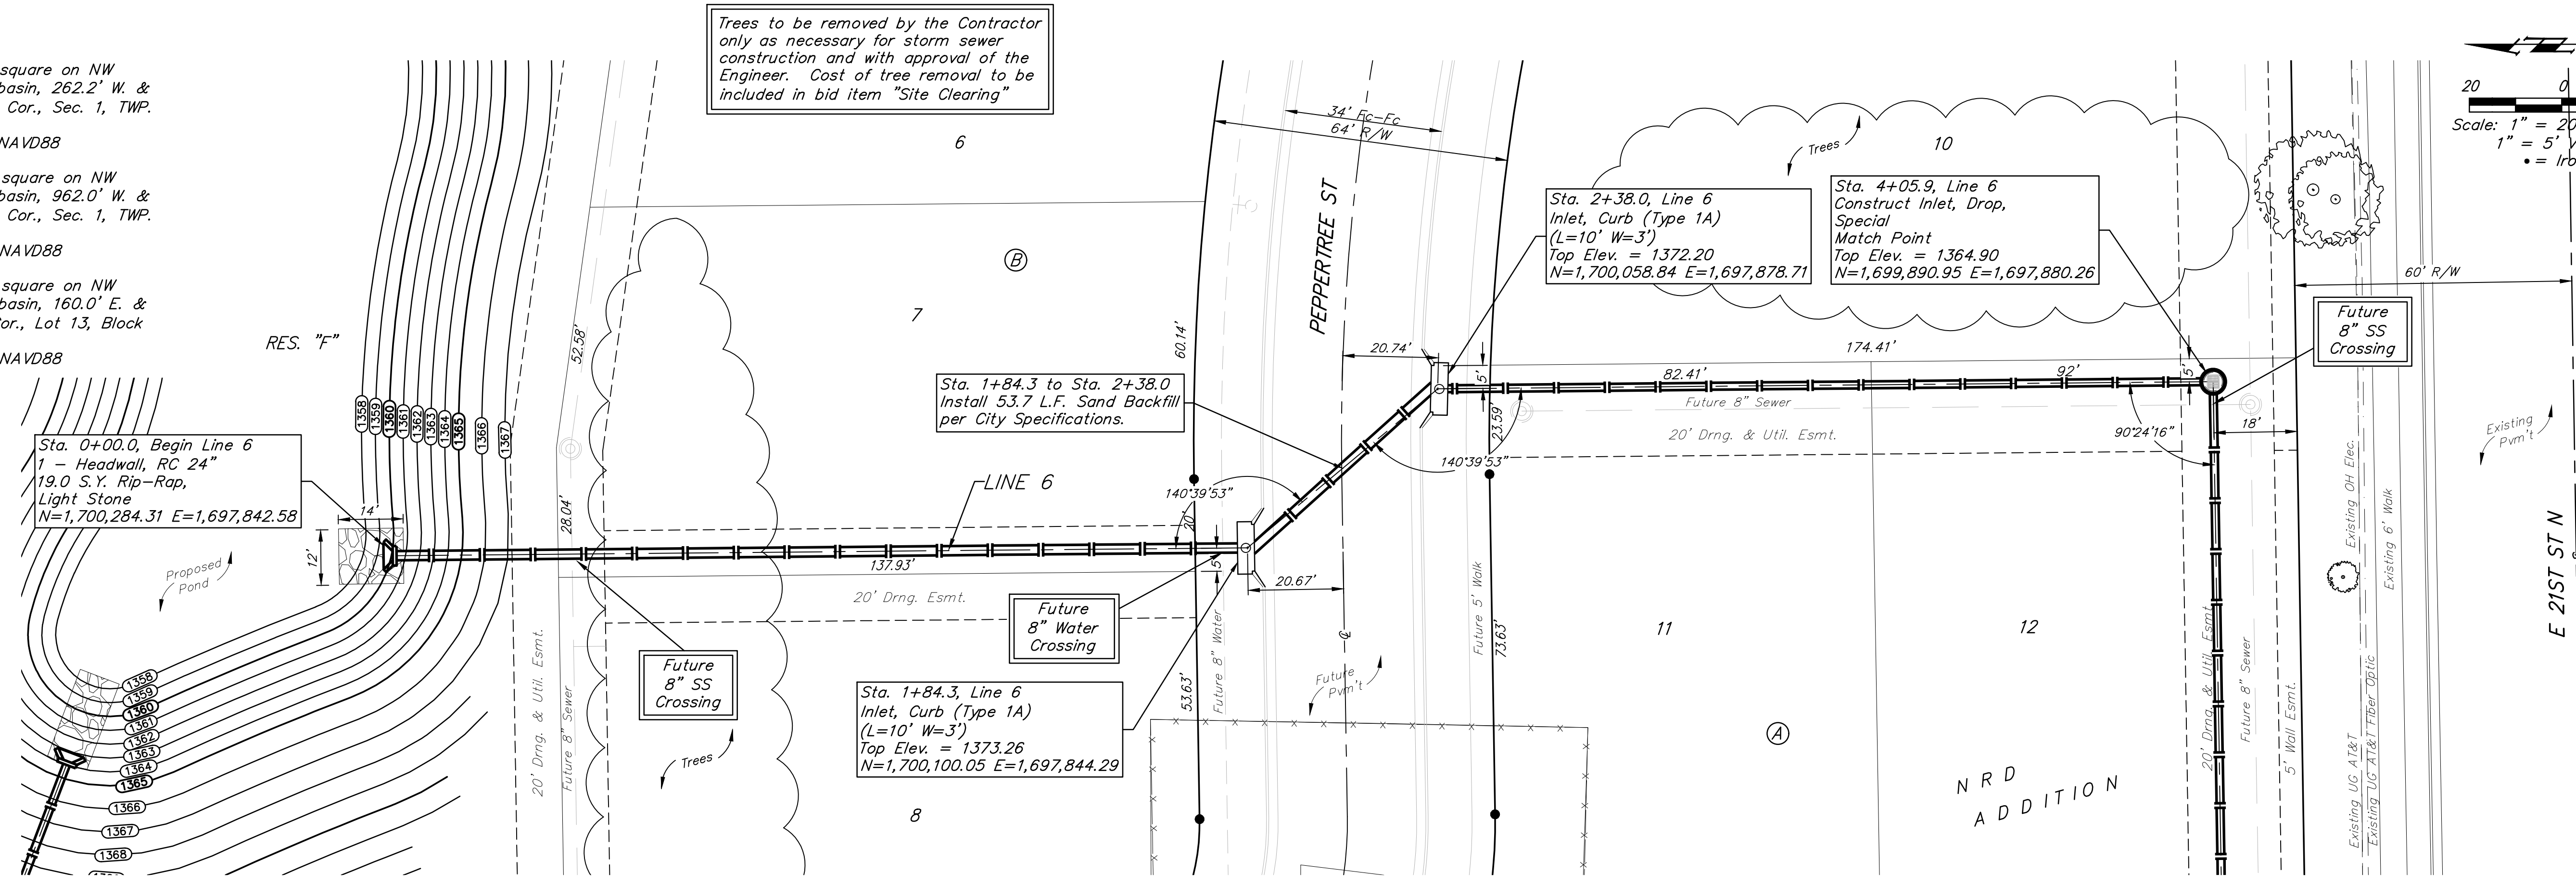 Trees to be removed by the Contractor
only as necessary for storm sewer
construction and with approval of the
Engineer. Cost of tree removal to be
included in bid item "Site Clearing"
square on NW
basin, 262.2' W. &
Cor., Sec. 1, TWP.
NAVD88
square on NW
basin, 962.0' W. &
Cor., Sec. 1, TWP.
NAVD88
square on NW
basin, 160.0' E. &
Cor., Lot 13, Block
NAVD88
RES. "F"
1358
1359
1360
1361
1362
1363
1364
1365
1366
1367
Sta. 0+00.0, Begin Line 6
1 - Headwall, RC 24"
19.0 S.Y. Rip-Rap,
Light Stone
N=1,700,284.31 E=1,697,842.58
14'
12'
Proposed
Pond
1358
1359
1360
1361
1362
1363
1364
1365
1366
1367
1368
20' Drng. & Util. Esmt.
Future 8" Sewer
52.58'
28.04'
6
7
8
B
Sta. 1+84.3 to Sta. 2+38.0
Install 53.7 L.F. Sand Backfill
per City Specifications.
LINE 6
137.93'
20' Drng. Esmt.
Future
8" SS
Crossing
Trees
Future
8" Water
Crossing
Sta. 1+84.3, Line 6
Inlet, Curb (Type 1A)
(L=10' W=3')
Top Elev. = 1373.26
N=1,700,100.05 E=1,697,844.29
60.14'
140°39'53"
20'
5'
53.63'
Future 8" Water
34' Fc-Fc
64' R/W
PEPPERTREE ST
20.74'
20.67'
℄
Future
Pvm't
140°39'53"
Future 5' Walk
73.63'
23.59'
5'
Sta. 2+38.0, Line 6
Inlet, Curb (Type 1A)
(L=10' W=3')
Top Elev. = 1372.20
N=1,700,058.84 E=1,697,878.71
Trees
10
Sta. 4+05.9, Line 6
Construct Inlet, Drop,
Special
Match Point
Top Elev. = 1364.90
N=1,699,890.95 E=1,697,880.26
174.41'
82.41'
92'
5'
Future 8" Sewer
20' Drng. & Util. Esmt.
90°24'16"
18'
11
12
A
N R D
A D D I T I O N
20' Drng. & Util. Esmt.
Future 8" Sewer
5' Wall Esmt.
Existing UG AT&T
Existing UG AT&T Fiber Optic
Existing OH Elec.
Existing 6' Walk
Future
8" SS
Crossing
60' R/W
Existing
Pvm't
E 21ST ST N
20
0
Scale: 1" = 20
1" = 5'
• = Iro